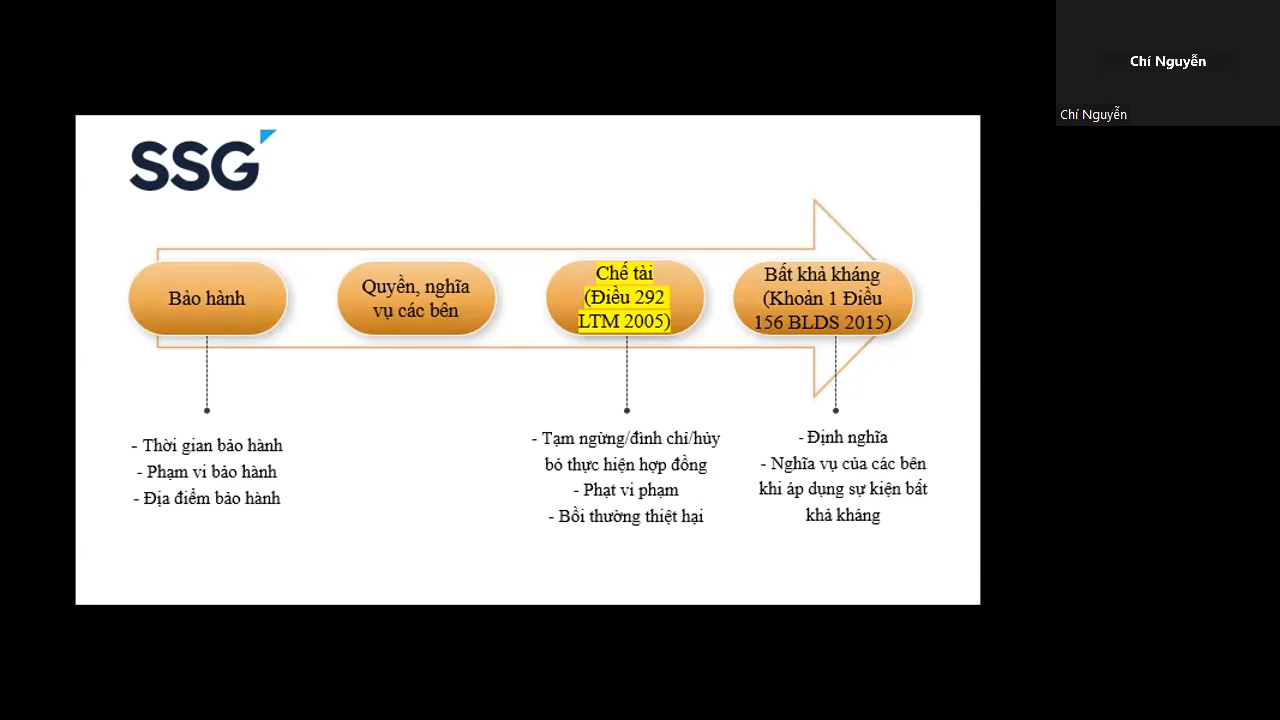 Chí Nguyễn
Chí Nguyễn
SSG
Bảo hành
Quyền, nghĩa
vụ các bên
Chế tài
(Điều 292
LTM 2005)
Bất khả kháng
(Khoản 1 Điều
156 BLDS 2015)
- Thời gian bảo hành
- Phạm vi bảo hành
- Địa điểm bảo hành
- Tạm ngừng/đình chỉ/hủy
bỏ thực hiện hợp đồng
- Phạt vi phạm
- Bồi thường thiệt hại
- Định nghĩa
- Nghĩa vụ của các bên
khi áp dụng sự kiện bất
khả kháng